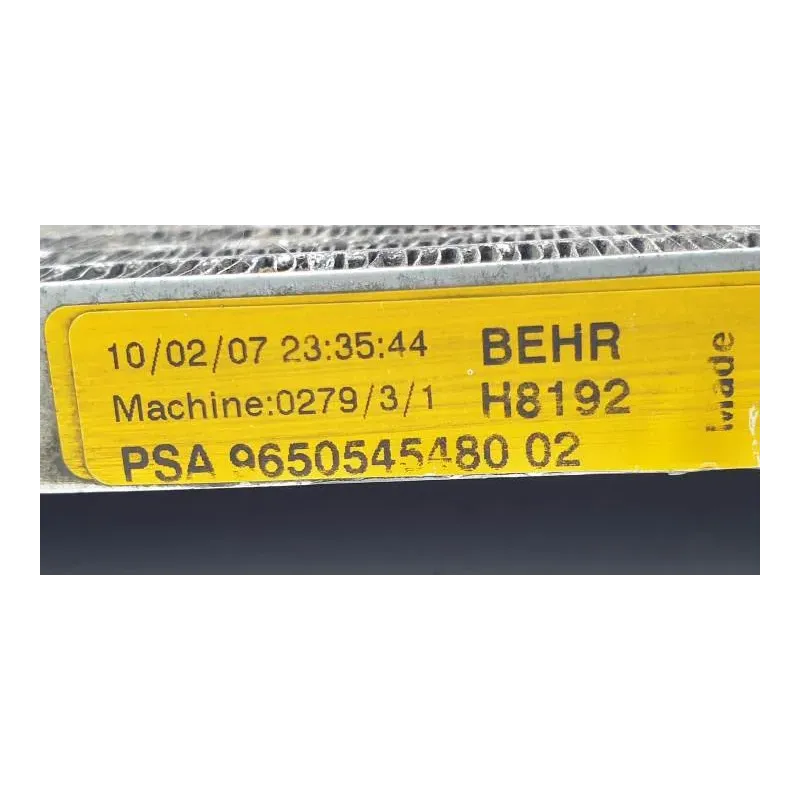 10/02/07 23:35:44 BEHR
Machine:0279/3/1 H8192
PSA 9650545480 02
Made